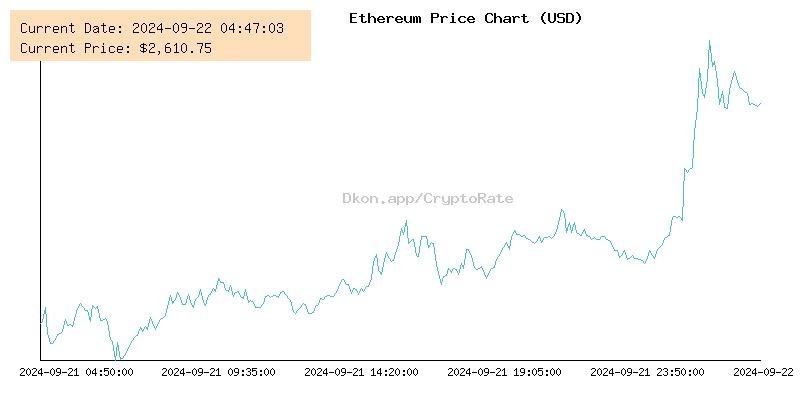 Ethereum Price Chart (USD)
Current Date: 2024-09-22 04:47:03
Current Price: $2,610.75
Dkon.app/CryptoRate
2024-09-21 04:50:00 2024-09-21 09:35:00 2024-09-21 14:20:00 2024-09-21 19:05:00 2024-09-21 23:50:00 2024-09-22